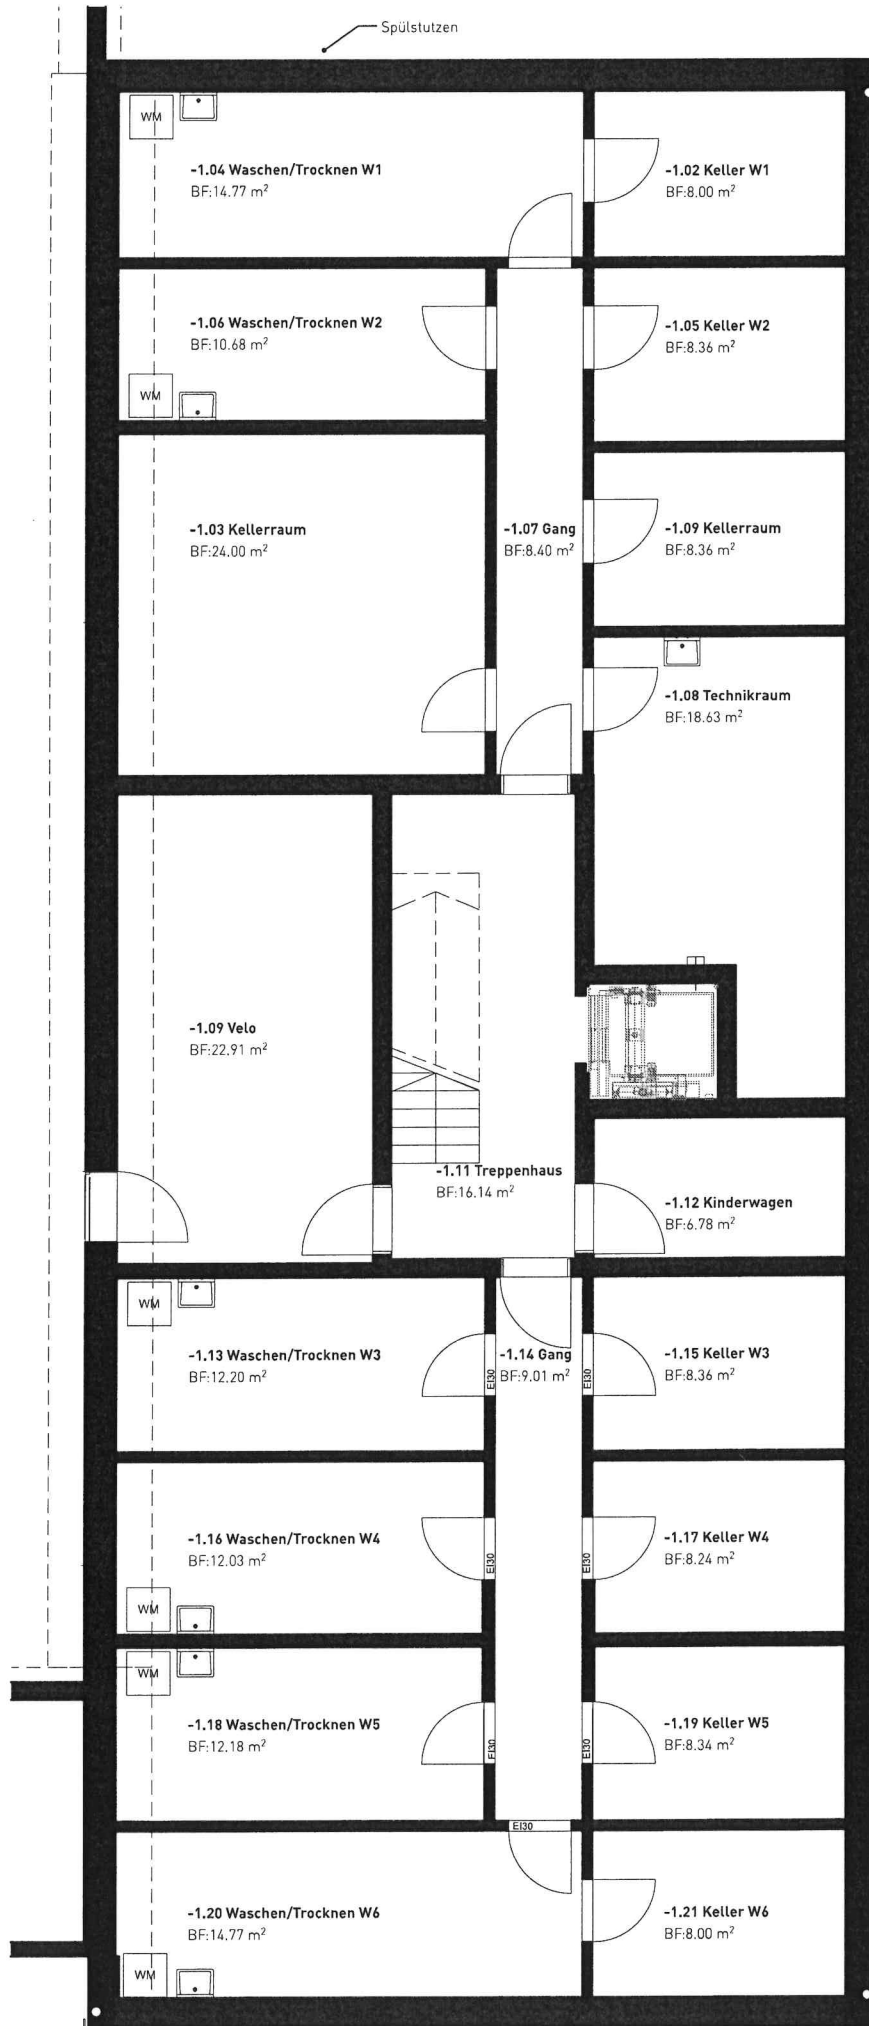 Spülstutzen
WM
-1.04 Waschen/Trocknen W1
BF:14.77 m²
-1.02 Keller W1
BF:8.00 m²
-1.06 Waschen/Trocknen W2
BF:10.68 m²
WM
-1.05 Keller W2
BF:8.36 m²
-1.03 Kellerraum
BF:24.00 m²
-1.07 Gang
BF:8.40 m²
-1.09 Kellerraum
BF:8.36 m²
-1.08 Technikraum
BF:18.63 m²
-1.09 Velo
BF:22.91 m²
-1.11 Treppenhaus
BF:16.14 m²
-1.12 Kinderwagen
BF:6.78 m²
WM
-1.13 Waschen/Trocknen W3
BF:12.20 m²
EI30
-1.14 Gang
BF:9.01 m²
EI30
-1.15 Keller W3
BF:8.36 m²
-1.16 Waschen/Trocknen W4
BF:12.03 m²
WM
EI30
EI30
-1.17 Keller W4
BF:8.24 m²
WM
-1.18 Waschen/Trocknen W5
BF:12.18 m²
EI30
EI30
-1.19 Keller W5
BF:8.34 m²
EI30
-1.20 Waschen/Trocknen W6
BF:14.77 m²
WM
-1.21 Keller W6
BF:8.00 m²